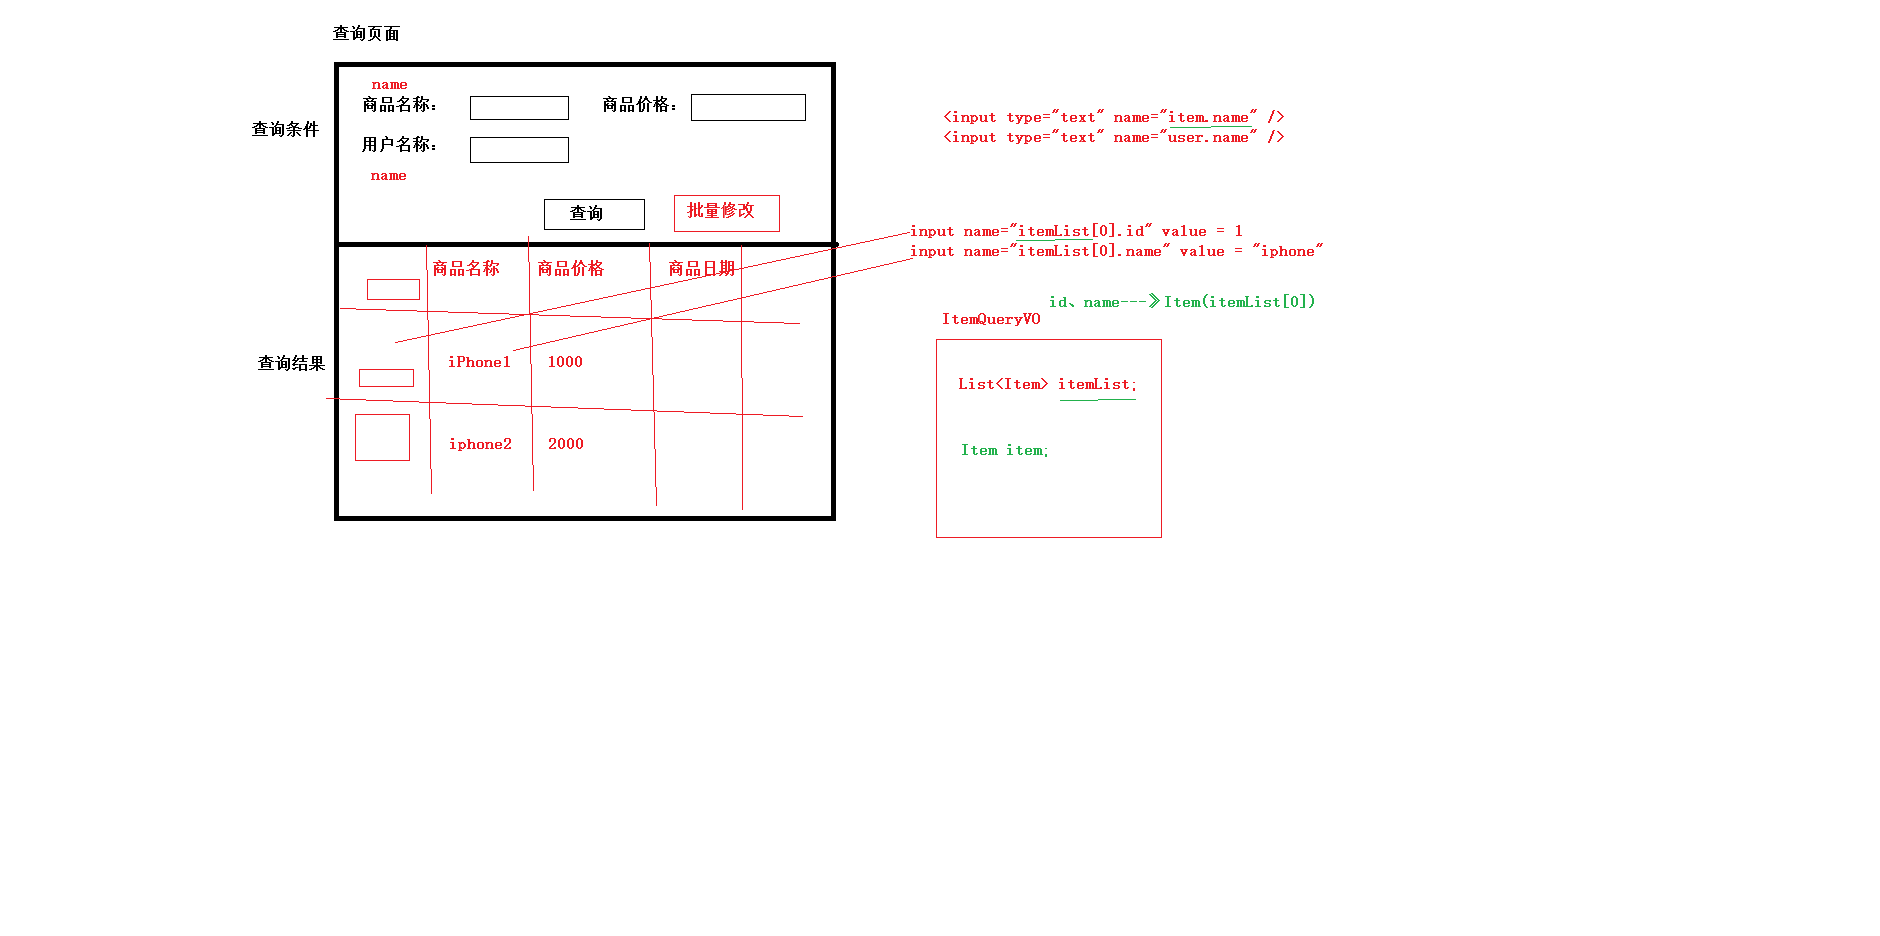 查询页面
查询条件
name
商品名称：
商品价格：
用户名称：
name
查询
批量修改
查询结果
商品名称
商品价格
商品日期
iPhone1
1000
iphone2
2000
<input type="text" name="item.name" />
<input type="text" name="user.name" />
input name="itemList[0].id" value = 1
input name="itemList[0].name" value = "iphone"
id、name---》Item(itemList[0])
ItemQueryVO
List<Item> itemList;
Item item;